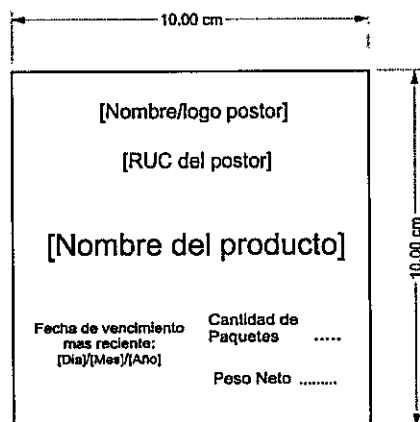 10.00 cm
[Nombre/logo postor]
[RUC del postor]
[Nombre del producto]
10.00 cm
Fecha de vencimiento
mas reciente:
[Dia]/[Mes]/[Año]
Cantidad de
Paquetes .....
Peso Neto .........